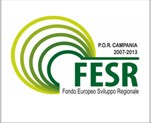 P.O.R. CAMPANIA
2007-2013
FESR
Fondo Europeo Sviluppo Regionale